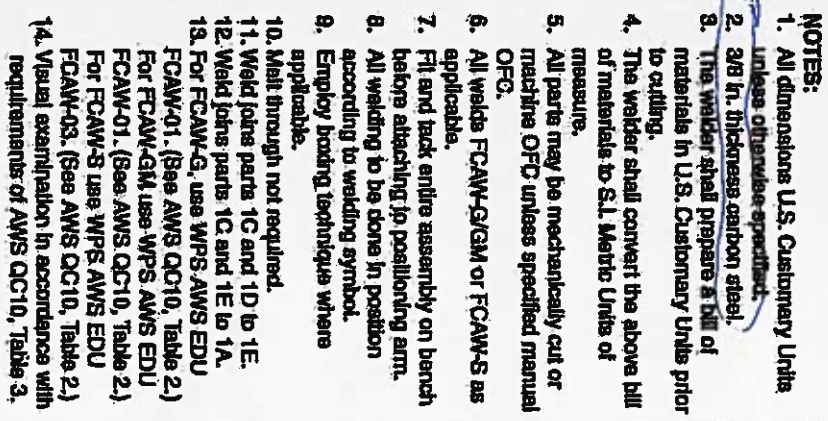 NOTES:
1. All dimensions U.S. Customary Units
unless otherwise specified.
2. 3/8 in. thickness carbon steel.
3. The welder shall prepare a bill of
materials in U.S. Customary Units prior
to cutting.
4. The welder shall convert the above bill
of materials to S.I. Metric Units of
measure.
5. All parts may be mechanically cut or
machine OFC unless specified manual
OFC.
6. All welds FCAW-G/GM or FCAW-S as
applicable.
7. Fit and tack entire assembly on bench
before attaching to positioning arm.
8. All welding to be done in position
according to welding symbol.
9. Employ boxing technique where
applicable.
10. Melt through not required.
11. Weld joins parts 1C and 1D to 1E.
12. Weld joins parts 1C and 1E to 1A.
13. For FCAW-G, use WPS AWS EDU
FCAW-01. (See AWS QC10, Table 2.)
For FCAW-GM use WPS AWS EDU
FCAW-01. (See AWS QC10, Table 2.)
For FCAW-S use WPS AWS EDU
FCAW-03. (See AWS QC10, Table 2.)
14. Visual examination in accordance with
requirements of AWS QC10, Table 3.